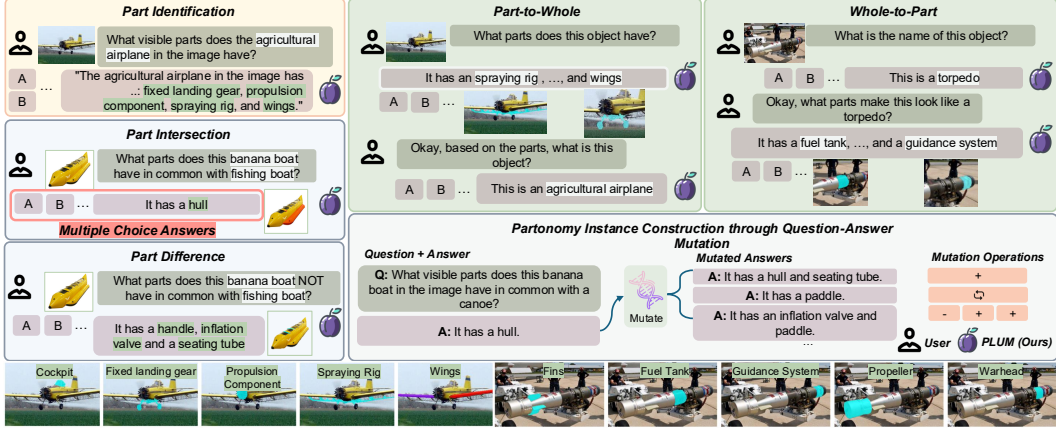 Part Identification
What visible parts does the agricultural
airplane in the image have?
A
B
...
"The agricultural airplane in the image has
..: fixed landing gear, propulsion
component, spraying rig, and wings."
Part Intersection
What parts does this banana boat
have in common with fishing boat?
A
B
...
It has a hull
Multiple Choice Answers
Part Difference
What parts does this banana boat NOT
have in common with fishing boat?
A
B
...
It has a handle, inflation
valve and a seating tube
Part-to-Whole
What parts does this object have?
It has an spraying rig , …, and wings
A
B
...
Okay, based on the parts, what is this
object?
A
B
...
This is an agricultural airplane
Whole-to-Part
What is the name of this object?
A
B
...
This is a torpedo
Okay, what parts make this look like a
torpedo?
It has a fuel tank, …, and a guidance system
A
B
...
Partonomy Instance Construction through Question-Answer
Mutation
Question + Answer
Q: What visible parts does this banana
boat in the image have in common with a
canoe?
A: It has a hull.
Mutate
Mutated Answers
A: It has a hull and seating tube.
A: It has a paddle.
A: It has an inflation valve and
paddle.
...
Mutation Operations
+
- + +
User
PLUM (Ours)
Cockpit
Fixed landing gear
Propulsion
Component
Spraying Rig
Wings
Fins
Fuel Tank
Guidance System
Propeller
Warhead